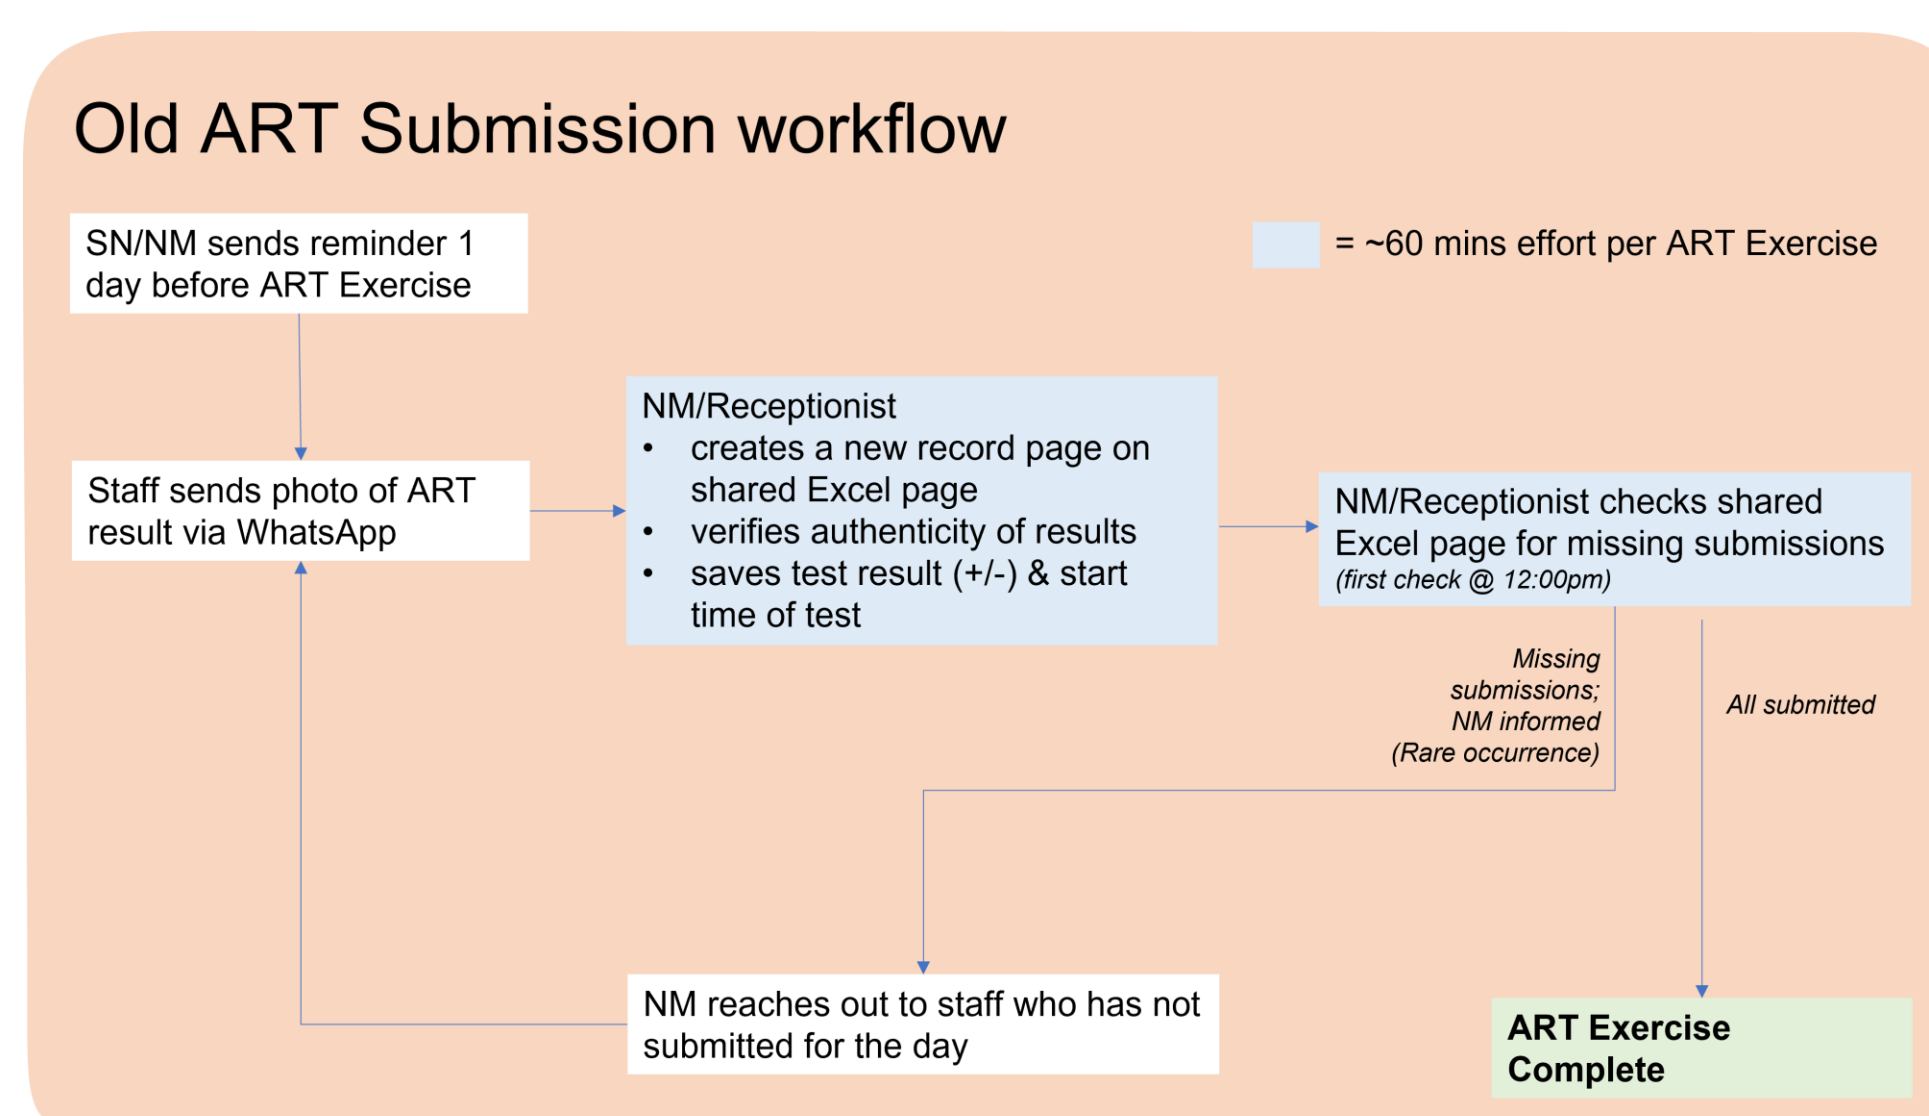 Old ART Submission workflow
SN/NM sends reminder 1
day before ART Exercise
= ~60 mins effort per ART Exercise
Staff sends photo of ART
result via WhatsApp
NM/Receptionist
• creates a new record page on
shared Excel page
• verifies authenticity of results
• saves test result (+/-) & start
time of test
NM/Receptionist checks shared
Excel page for missing submissions
(first check @ 12:00pm)
Missing
submissions;
NM informed
(Rare occurrence)
All submitted
NM reaches out to staff who has not
submitted for the day
ART Exercise
Complete